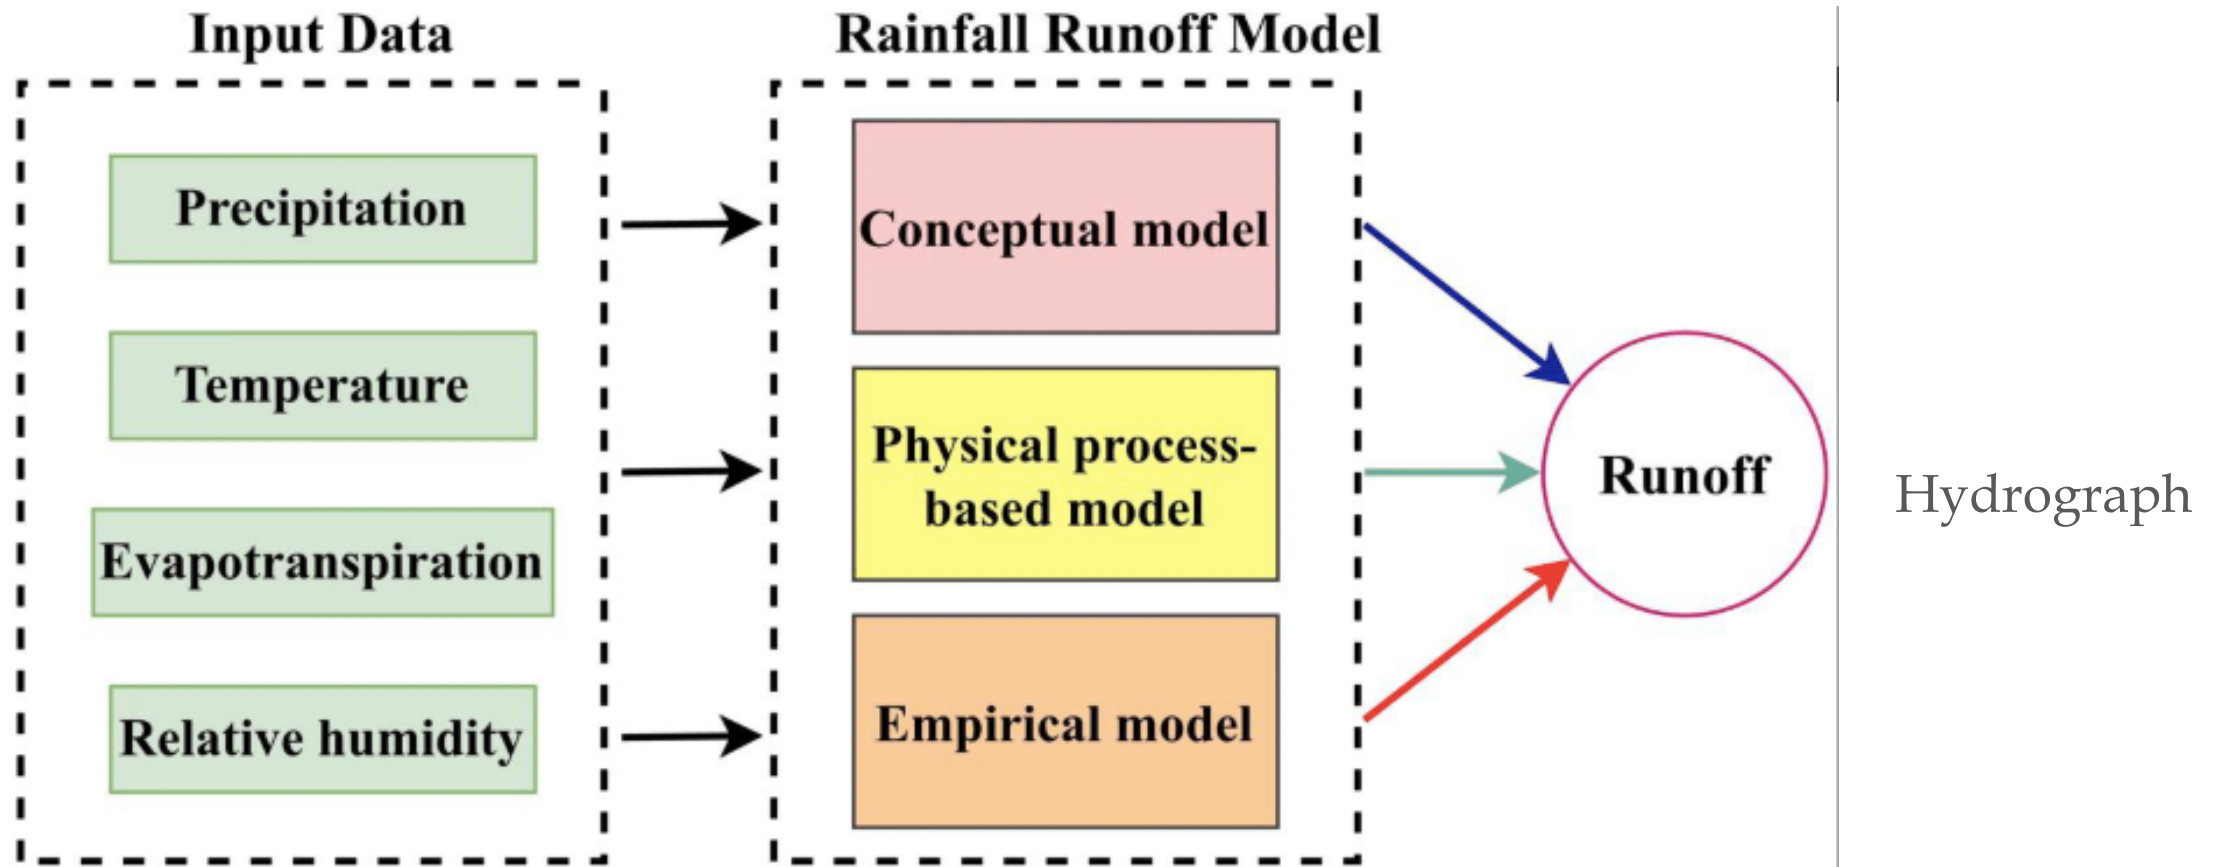 Input Data
Precipitation
Temperature
Evapotranspiration
Relative humidity
Rainfall Runoff Model
Conceptual model
Physical process-
based model
Empirical model
Runoff
Hydrograph